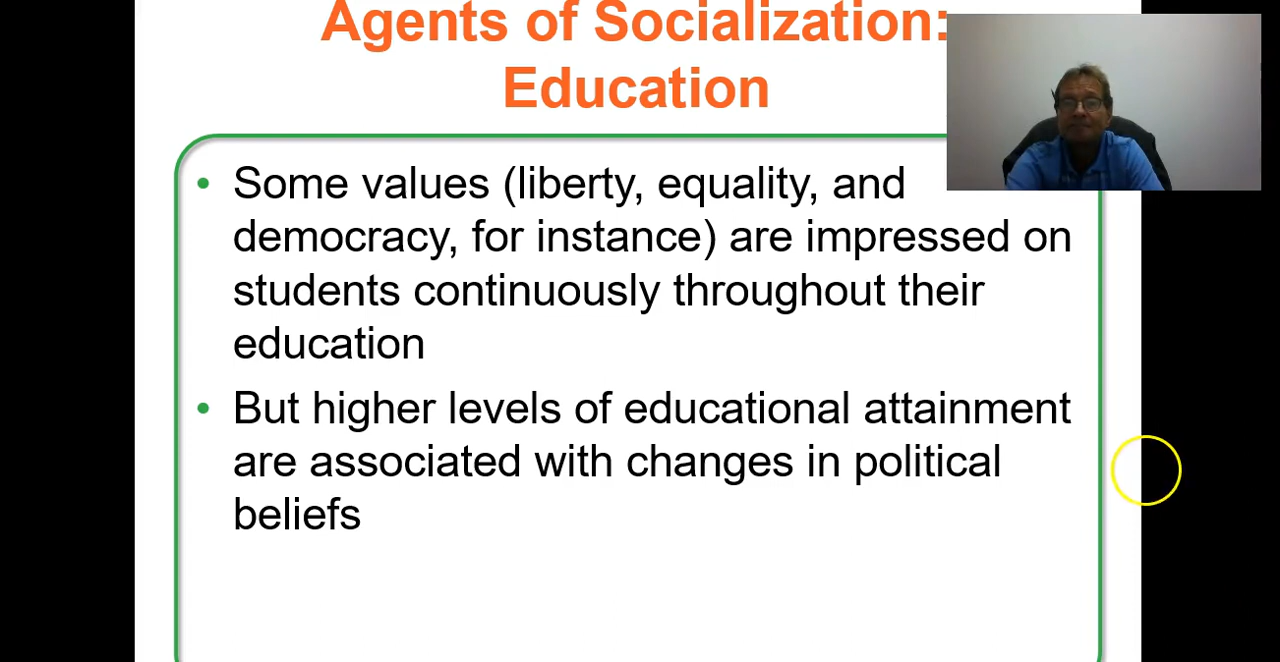 Agents of Socialization:
Education
• Some values (liberty, equality, and
democracy, for instance) are impressed on
students continuously throughout their
education
• But higher levels of educational attainment
are associated with changes in political
beliefs